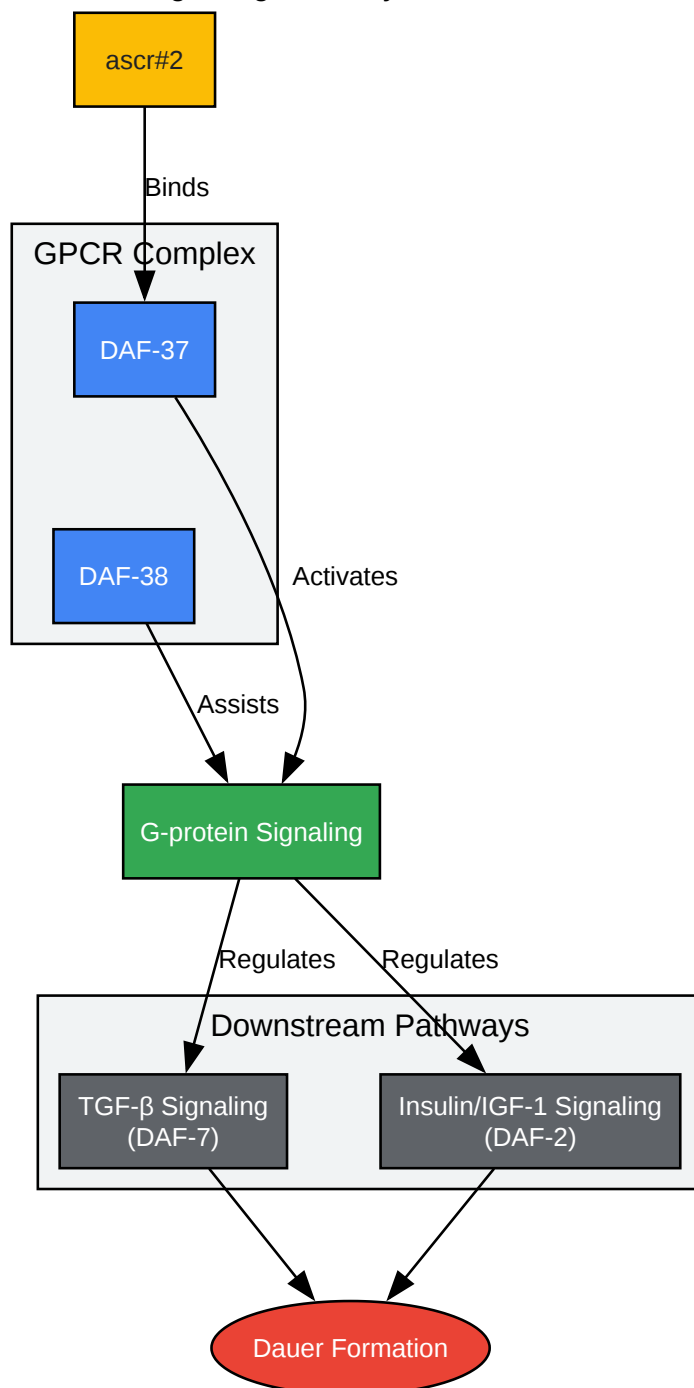 ascr#2
Binds
GPCR Complex
DAF-37
DAF-38
Activates
Assists
G-protein Signaling
Regulates
Regulates
Downstream Pathways
TGF-β Signaling
(DAF-7)
Insulin/IGF-1 Signaling
(DAF-2)
Dauer Formation